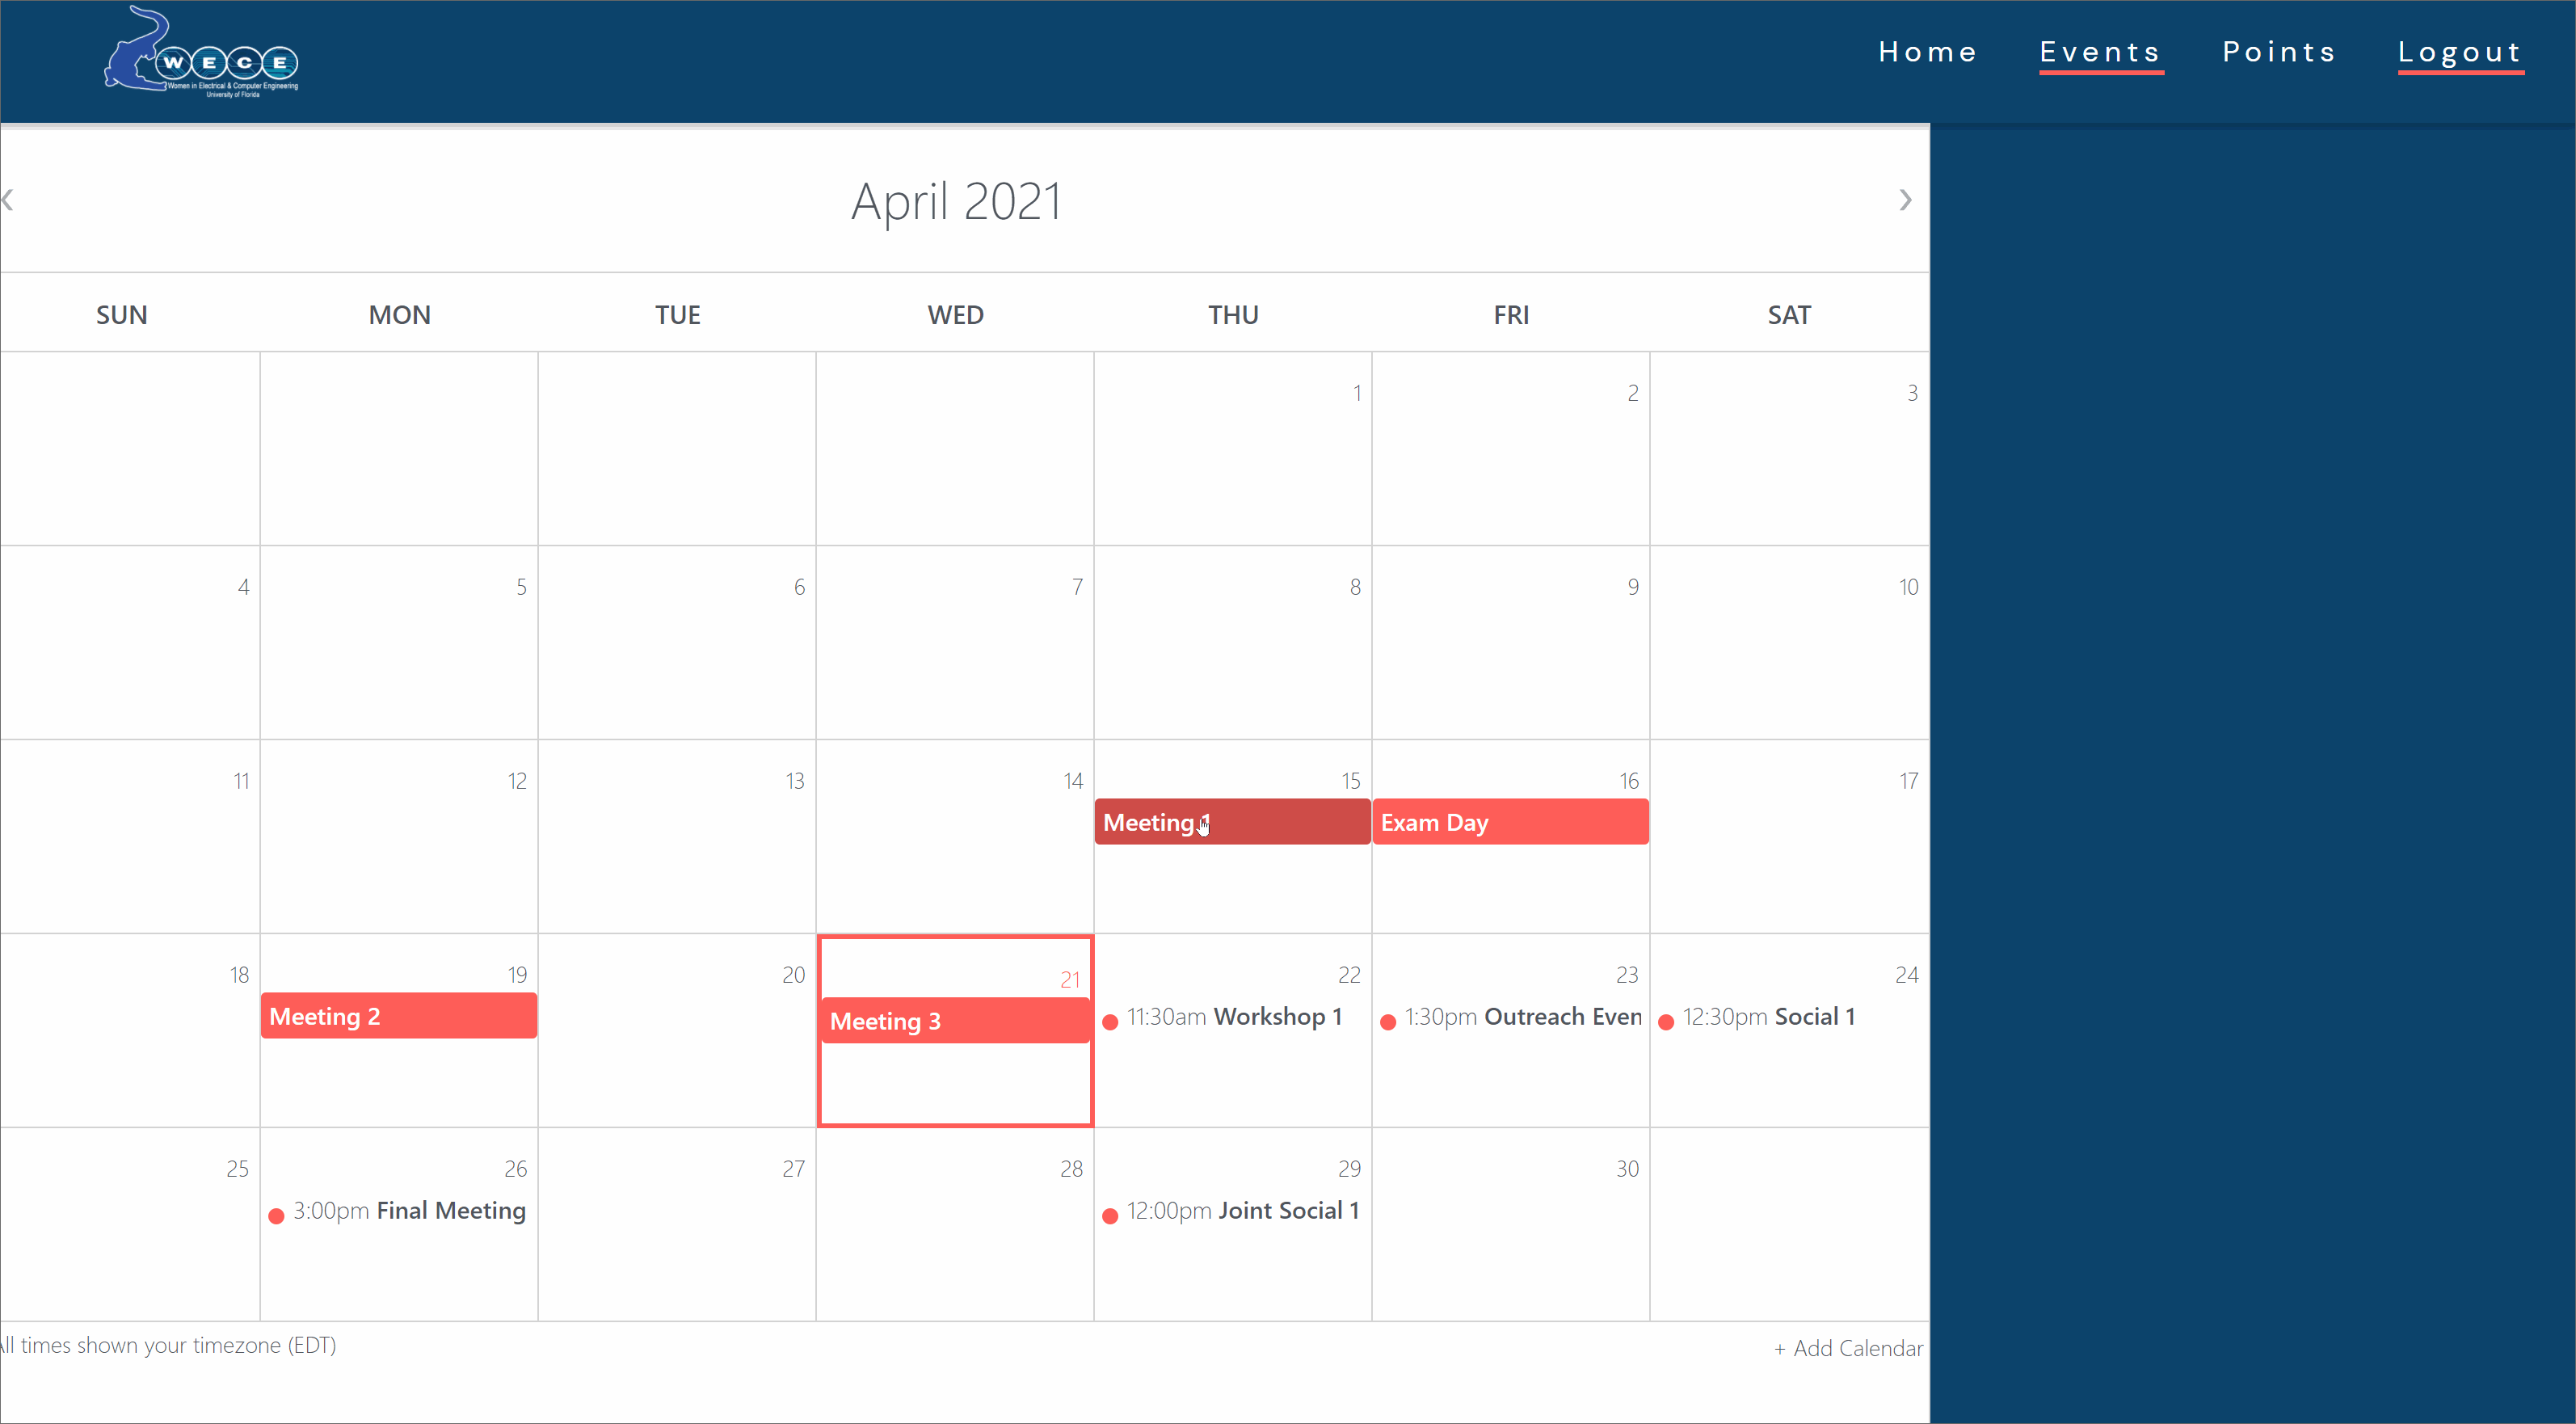 WECE
Women in Electrical & Computer Engineering
University of Florida
Home Events Points Logout
April 2021
SUN MON TUE WED THU FRI SAT
1 2 3
4 5 6 7 8 9 10
11 12 13 14 15 16 17
Meeting 1 Exam Day
18 19 20 21 22 23 24
Meeting 2 Meeting 3 11:30am Workshop 1 1:30pm Outreach Even 12:30pm Social 1
25 26 27 28 29 30
3:00pm Final Meeting 12:00pm Joint Social 1
ll times shown your timezone (EDT)
+ Add Calendar